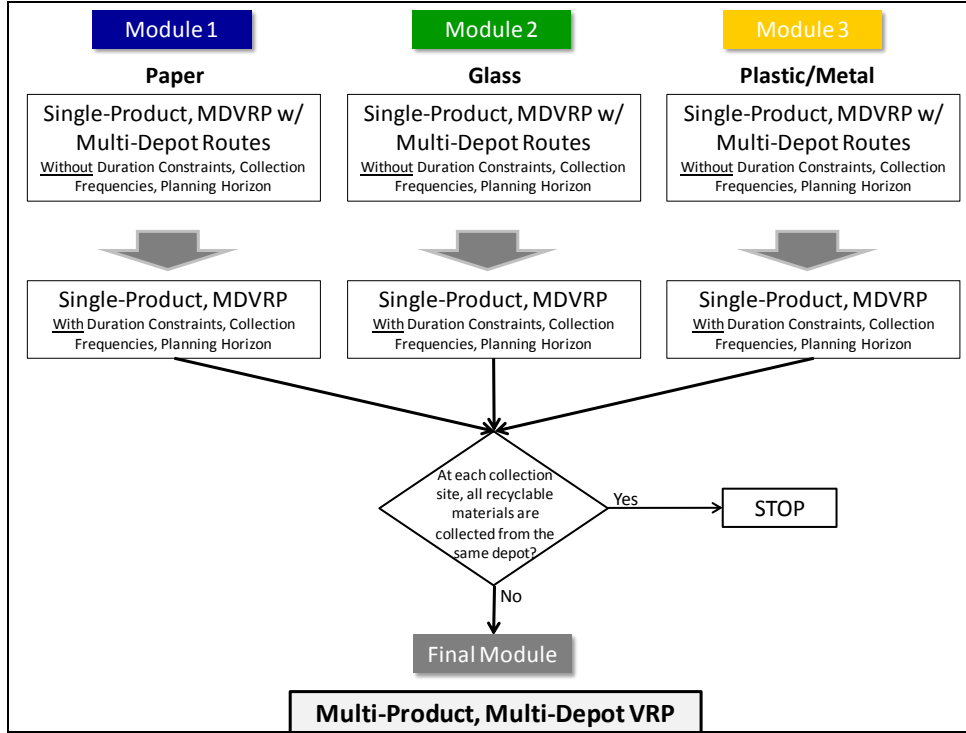 Module 1
Module 2
Module 3
Paper
Glass
Plastic/Metal
Single-Product, MDVRP w/
Multi-Depot Routes
Without Duration Constraints, Collection
Frequencies, Planning Horizon
Single-Product, MDVRP w/
Multi-Depot Routes
Without Duration Constraints, Collection
Frequencies, Planning Horizon
Single-Product, MDVRP w/
Multi-Depot Routes
Without Duration Constraints, Collection
Frequencies, Planning Horizon
Single-Product, MDVRP
With Duration Constraints, Collection
Frequencies, Planning Horizon
Single-Product, MDVRP
With Duration Constraints, Collection
Frequencies, Planning Horizon
Single-Product, MDVRP
With Duration Constraints, Collection
Frequencies, Planning Horizon
At each collection
site, all recyclable
materials are
collected from the
same depot?
Yes
STOP
No
Final Module
Multi-Product, Multi-Depot VRP